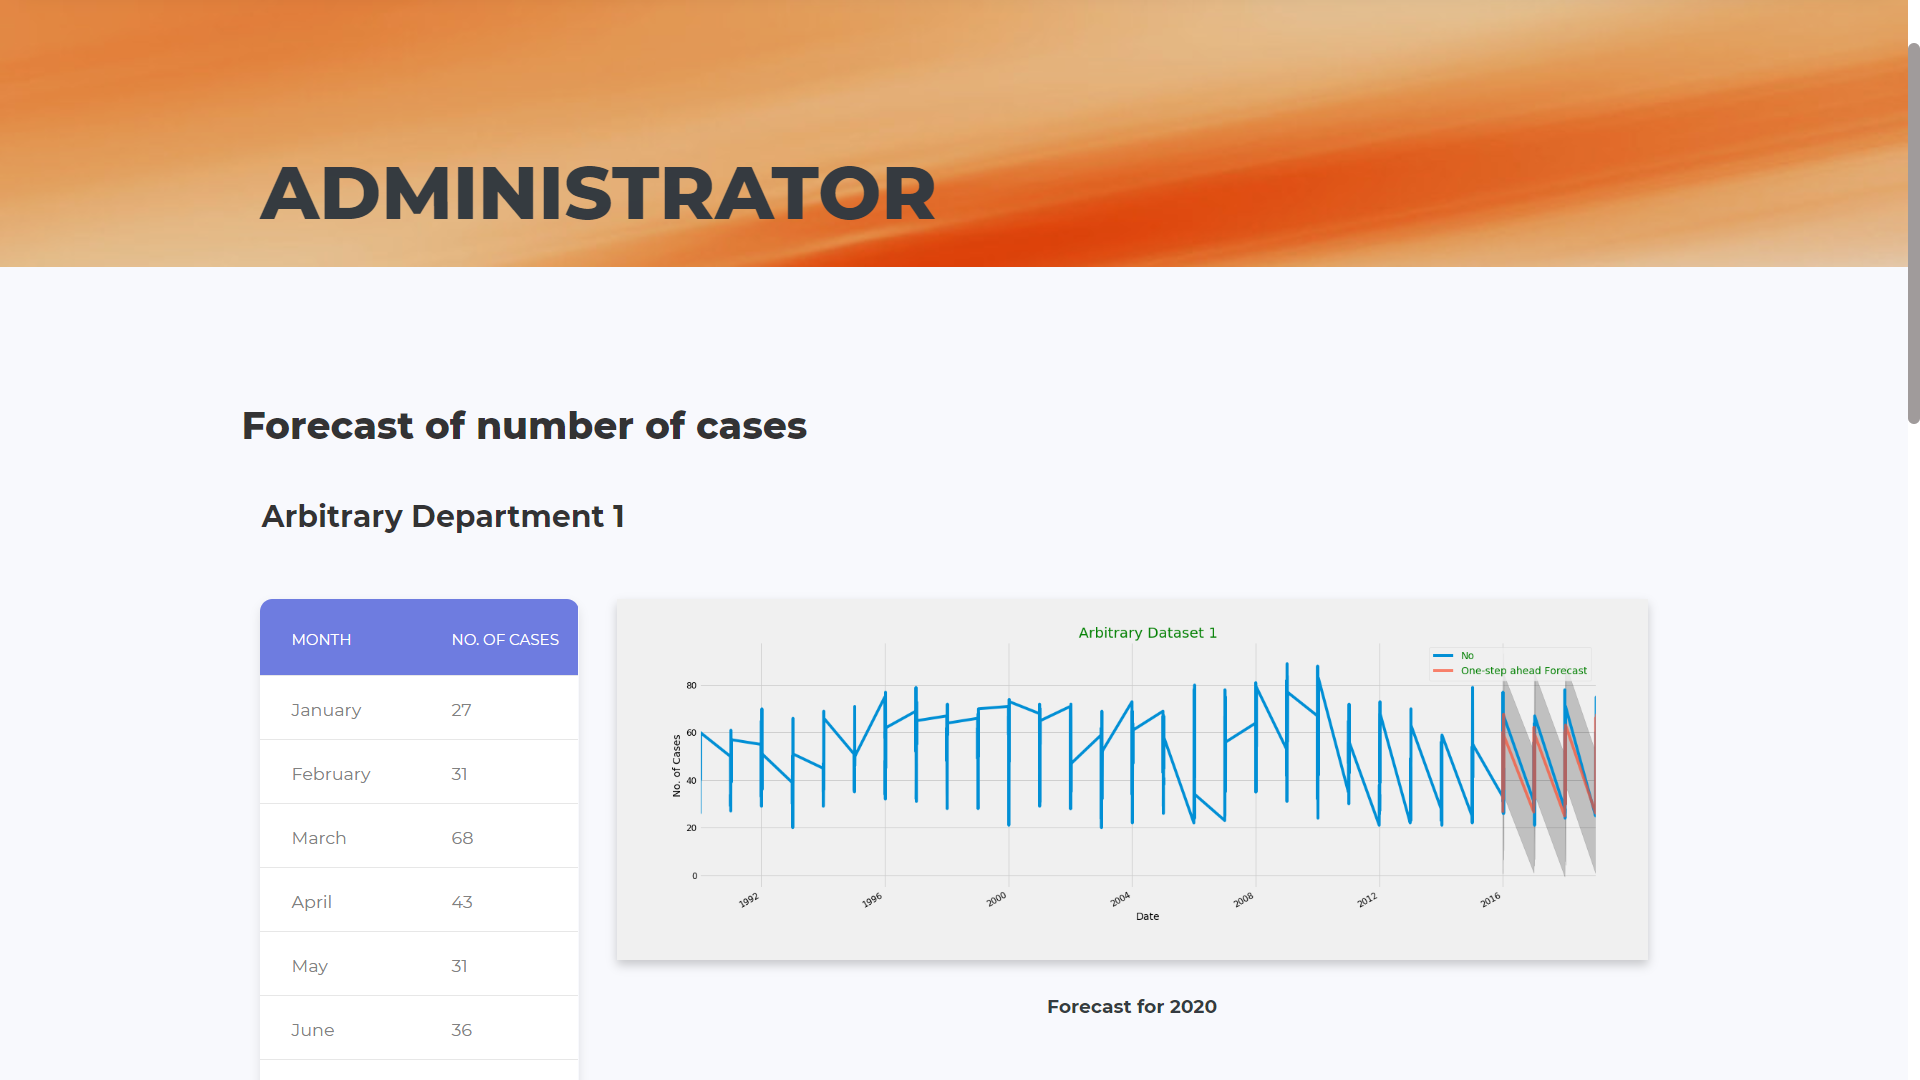 ADMINISTRATOR
Forecast of number of cases
Arbitrary Department 1
MONTH NO. OF CASES
January 27
February 31
March 68
April 43
May 31
June 36
Arbitrary Dataset 1
No
One-step ahead Forecast
No. of Cases
80
60
40
20
0
1992 1996 2000 2004 2008 2012 2016
Date
Forecast for 2020